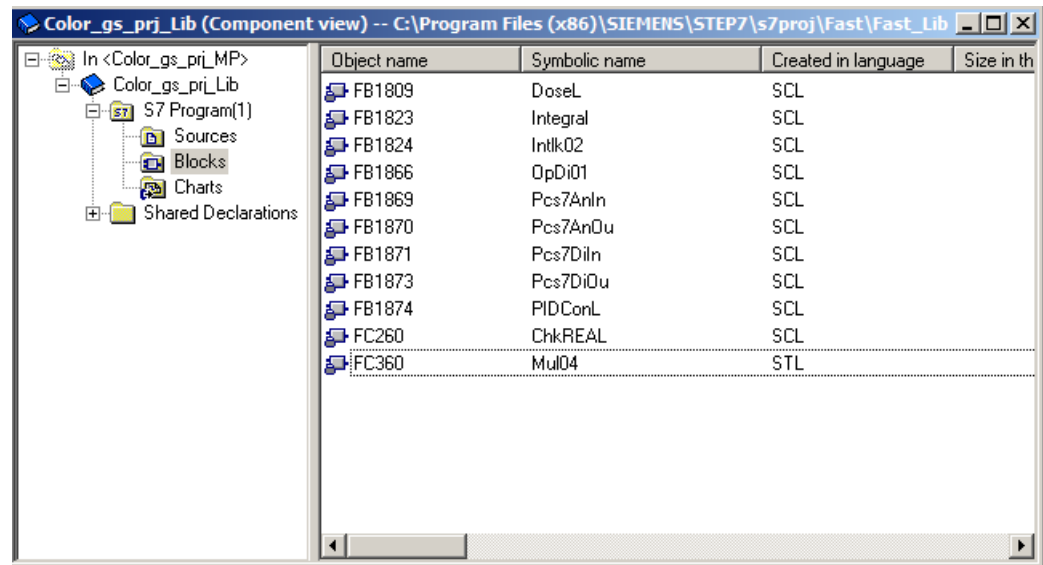 Color_gs_prj_Lib (Component view) -- C:\Program Files (x86)\SIEMENS\STEP7\s7proj\Fast\Fast_Lib
In <Color_gs_prj_MP>
Color_gs_prj_Lib
S7 Program(1)
Sources
Blocks
Charts
Shared Declarations
Object name Symbolic name Created in language Size in th
FB1809 DoseL SCL
FB1823 Integral SCL
FB1824 Intlk02 SCL
FB1866 OpDi01 SCL
FB1869 Pcs7AnIn SCL
FB1870 Pcs7AnOu SCL
FB1871 Pcs7DiIn SCL
FB1873 Pcs7DiOu SCL
FB1874 PIDConL SCL
FC260 ChkREAL SCL
FC360 Mul04 STL